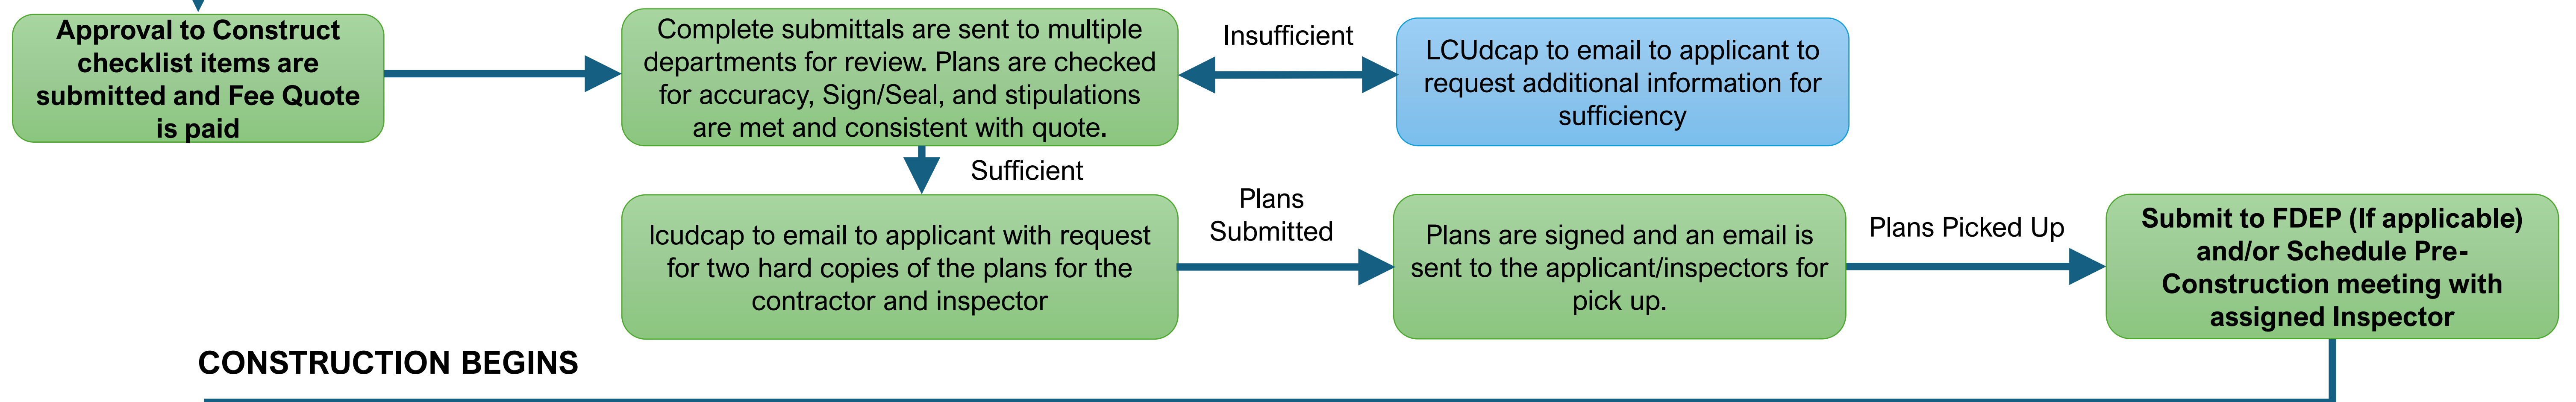 Approval to Construct
checklist items are
submitted and Fee Quote
is paid
Complete submittals are sent to multiple
departments for review. Plans are checked
for accuracy, Sign/Seal, and stipulations
are met and consistent with quote.
Insufficient
LCUdcap to email to applicant to
request additional information for
sufficiency
Sufficient
lcudcap to email to applicant with request
for two hard copies of the plans for the
contractor and inspector
Plans
Submitted
Plans are signed and an email is
sent to the applicant/inspectors for
pick up.
Plans Picked Up
Submit to FDEP (If applicable)
and/or Schedule Pre-
Construction meeting with
assigned Inspector
CONSTRUCTION BEGINS